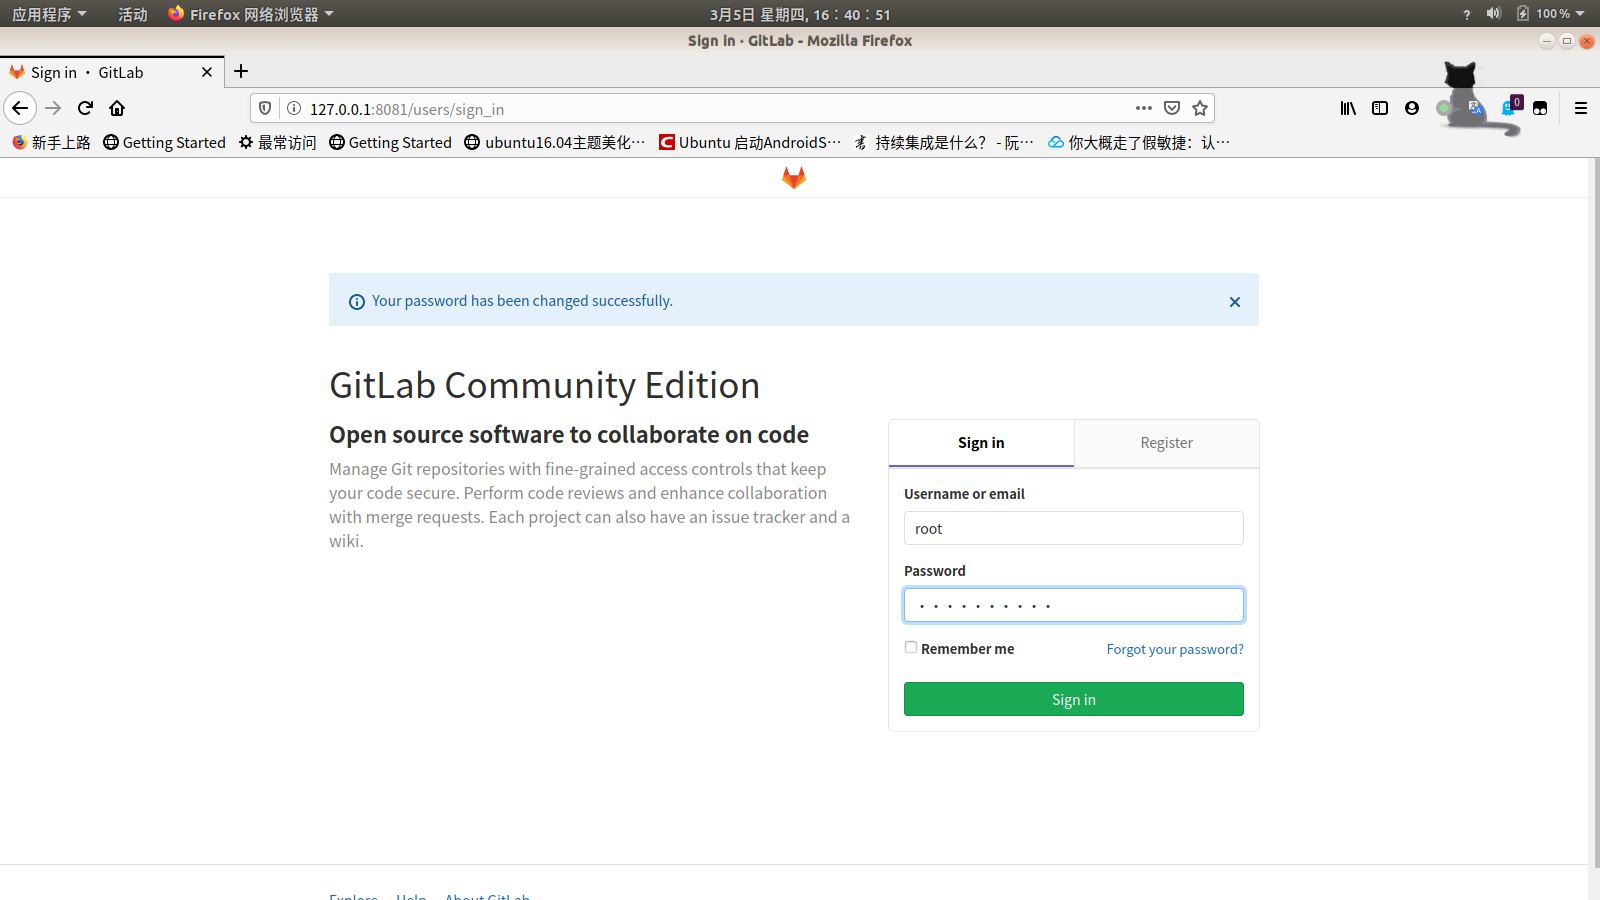 应用程序 活动 Firefox 网络浏览器 3月5日 星期四, 16∶40∶51 ? 100 %
Sign in · GitLab - Mozilla Firefox
Sign in · GitLab
127.0.0.1:8081/users/sign_in
0
新手上路 Getting Started 最常访问 Getting Started ubuntu16.04主题美化… Ubuntu 启动AndroidS… 持续集成是什么? - 阮… 你大概走了假敏捷：认…
Your password has been changed successfully.
GitLab Community Edition
Open source software to collaborate on code
Manage Git repositories with fine-grained access controls that keep
your code secure. Perform code reviews and enhance collaboration
with merge requests. Each project can also have an issue tracker and a
wiki.
Sign in Register
Username or email
root
Password
Remember me Forgot your password?
Sign in
Explore Help About GitLab